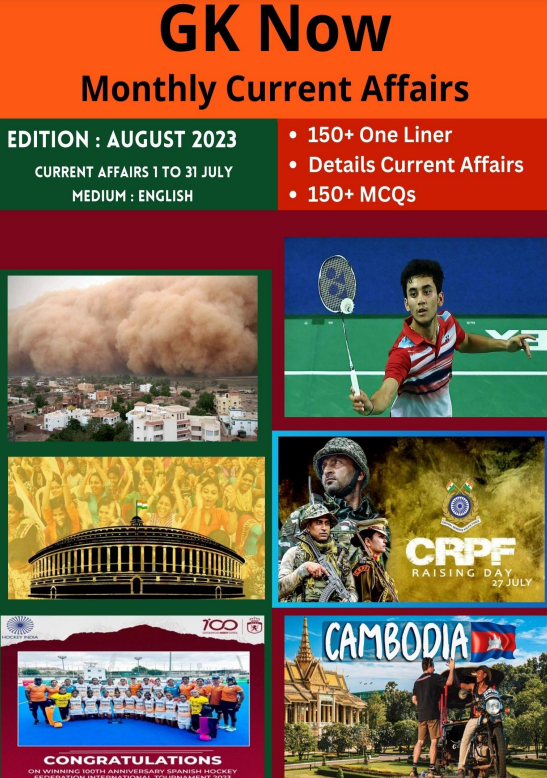 GK Now
Monthly Current Affairs
EDITION : AUGUST 2023
CURRENT AFFAIRS 1 TO 31 JULY
MEDIUM : ENGLISH
• 150+ One Liner
• Details Current Affairs
• 150+ MCQs
CRPF
RAISING DAY
27 JULY
HOCKEY INDIA
100
CONGRATULATIONS
ON WINNING 100TH ANNIVERSARY SPANISH HOCKEY
FEDERATION INTERNATIONAL TOURNAMENT 2023
CAMBODIA